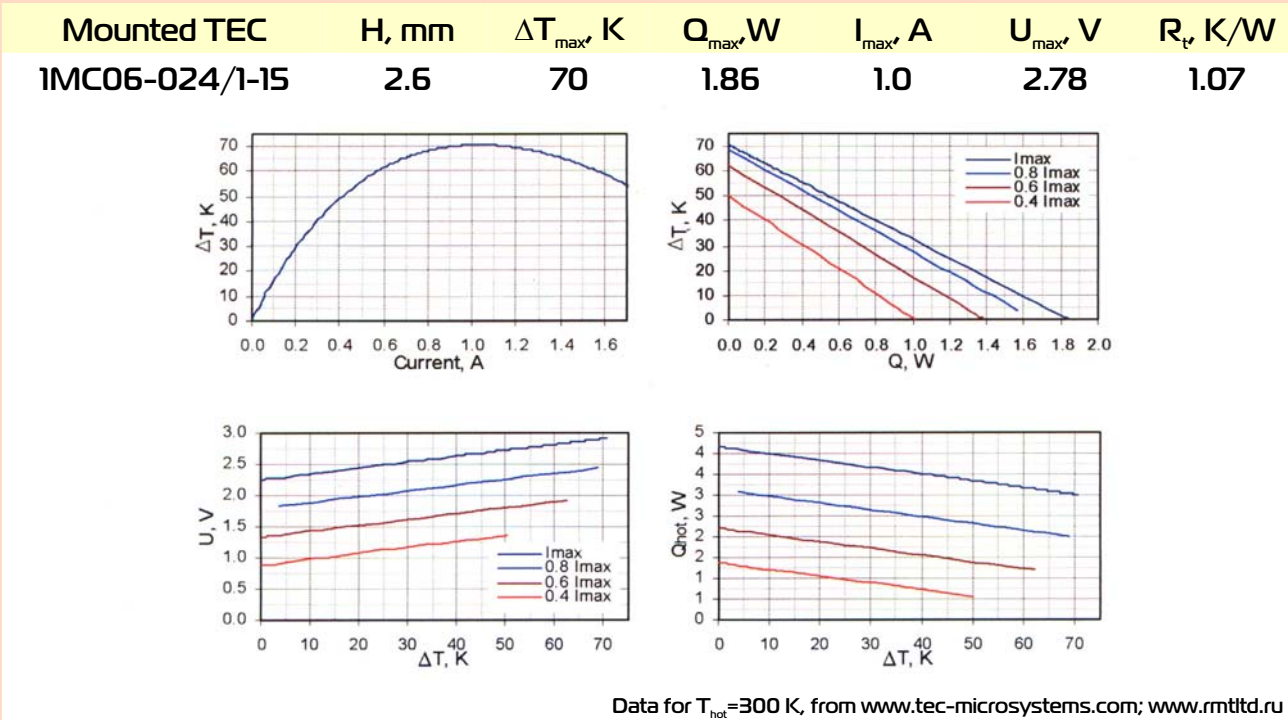 Mounted TEC H, mm ΔTmax, K Qmax,W Imax, A Umax, V Rt, K/W
1MC06-024/1-15 2.6 70 1.86 1.0 2.78 1.07
70
60
50
40
30
20
10
0
ΔT, K
0.0 0.2 0.4 0.6 0.8 1.0 1.2 1.4 1.6
Current, A
70
60
50
40
30
20
10
0
ΔT, K
Imax
0.8 Imax
0.6 Imax
0.4 Imax
0.0 0.2 0.4 0.6 0.8 1.0 1.2 1.4 1.6 1.8 2.0
Q, W
3.0
2.5
2.0
1.5
1.0
0.5
0.0
U, V
Imax
0.8 Imax
0.6 Imax
0.4 Imax
0 10 20 30 40 50 60 70
ΔT, K
5
4
4
3
3
2
2
1
1
0
Qhot, W
0 10 20 30 40 50 60 70
ΔT, K
Data for Thot=300 K, from www.tec-microsystems.com; www.rmtltd.ru